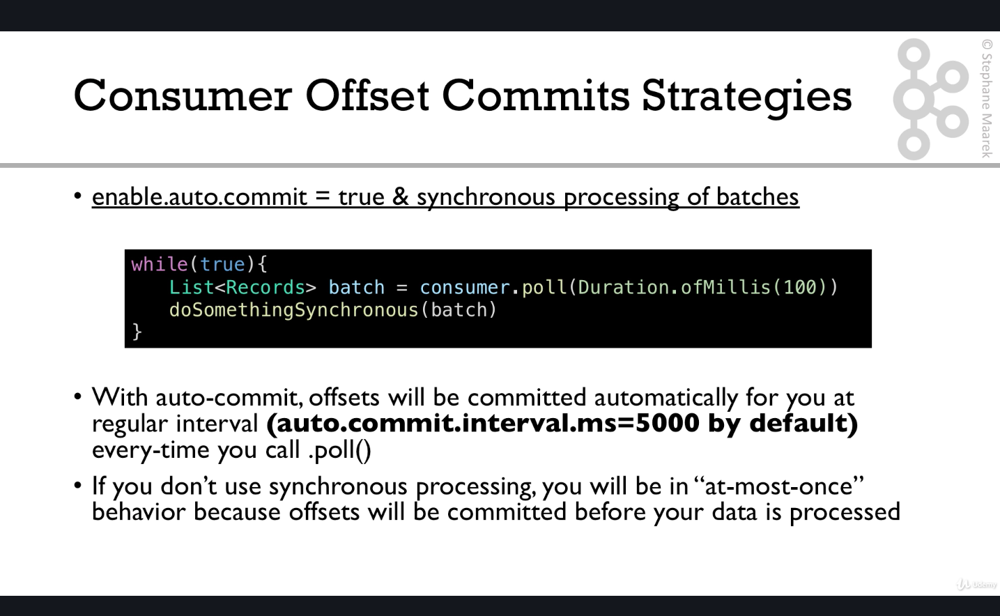 Consumer Offset Commits Strategies
© Stephane Maarek
• enable.auto.commit = true & synchronous processing of batches
while(true){
List<Records> batch = consumer.poll(Duration.ofMillis(100))
doSomethingSynchronous(batch)
}
• With auto-commit, offsets will be committed automatically for you at
regular interval (auto.commit.interval.ms=5000 by default)
every-time you call .poll()
• If you don’t use synchronous processing, you will be in “at-most-once”
behavior because offsets will be committed before your data is processed
Udemy